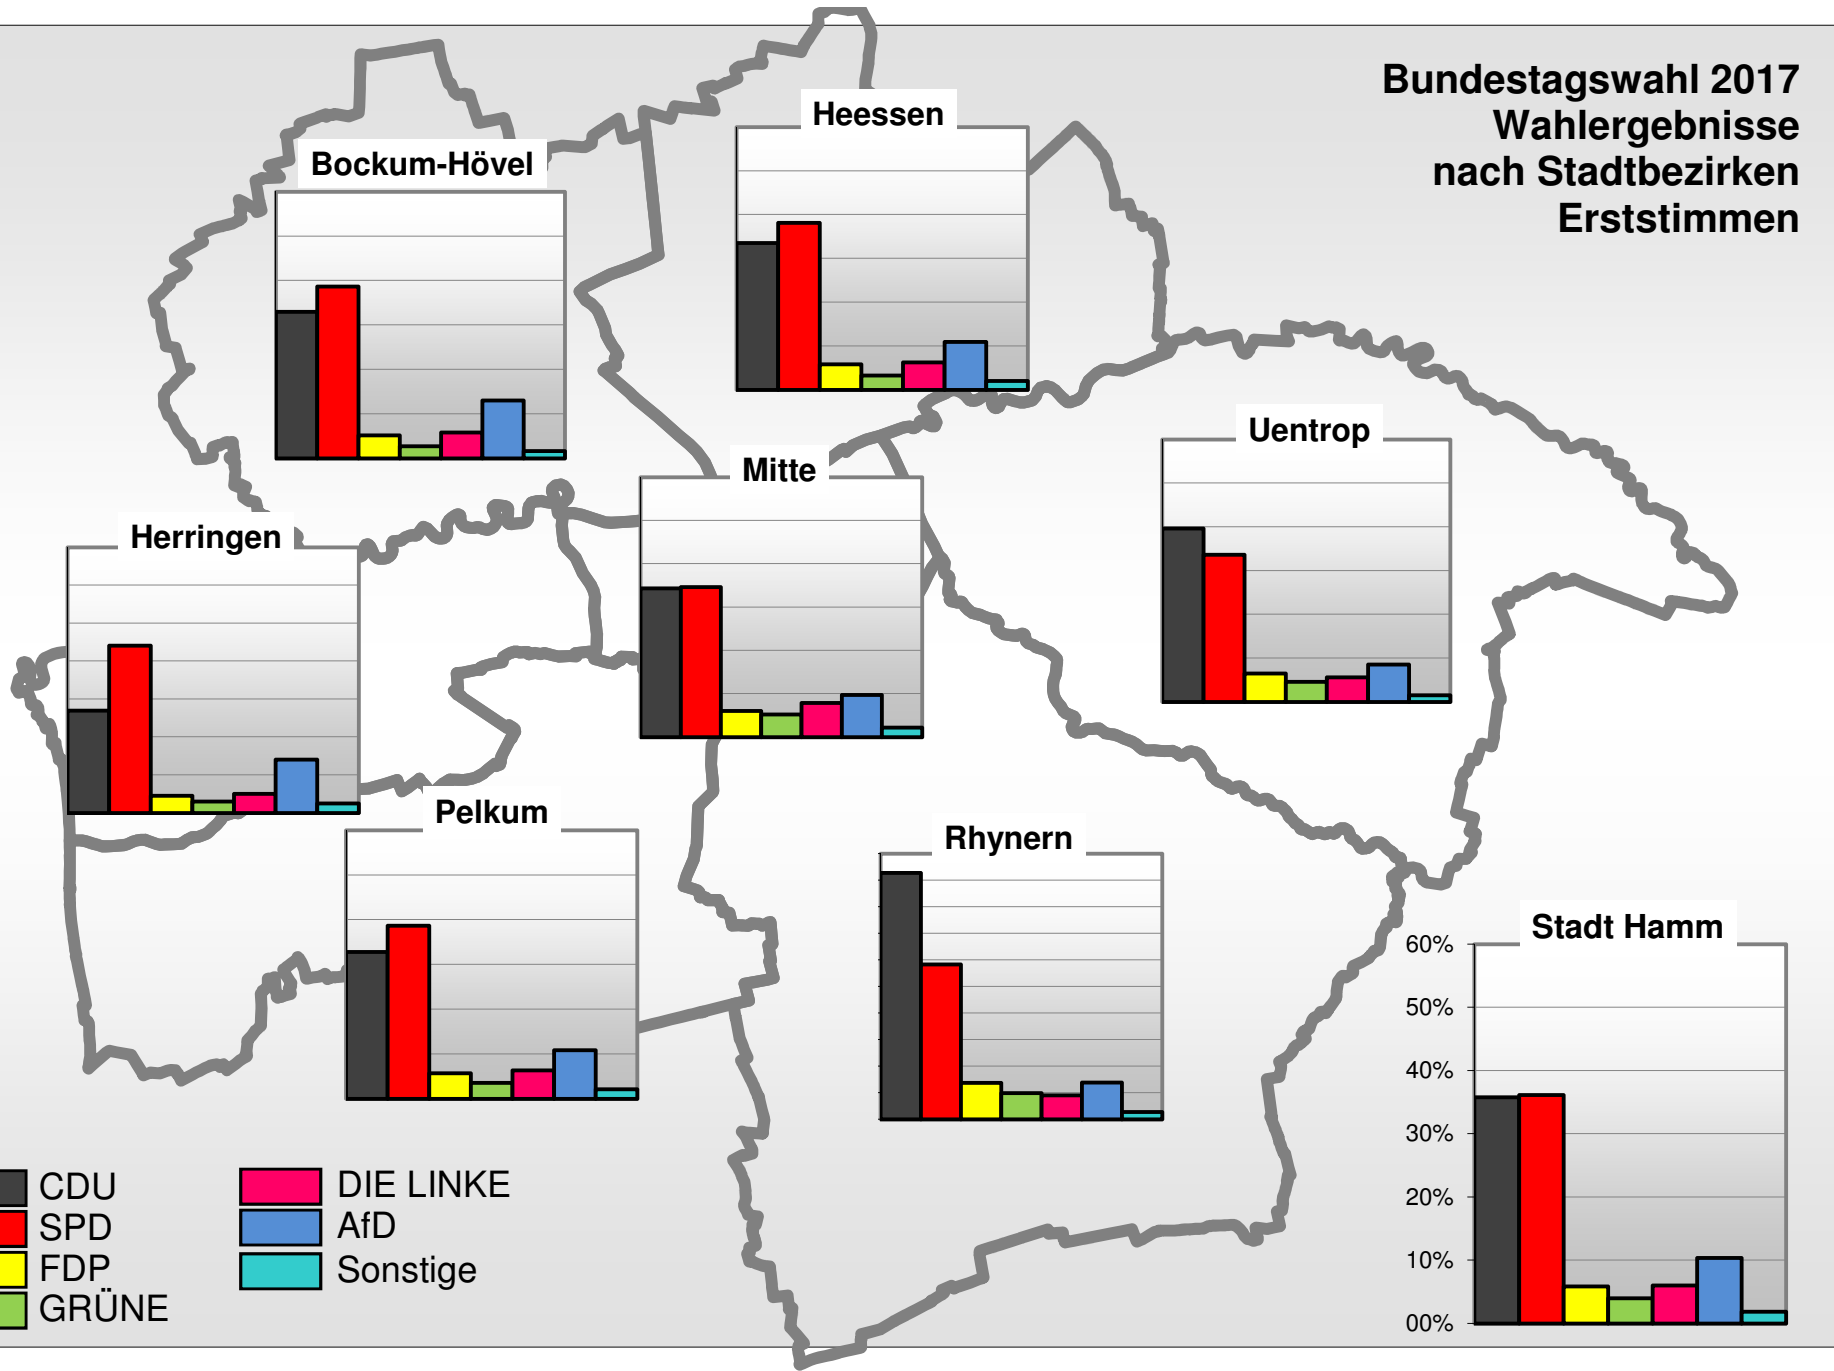 Bundestagswahl 2017
Wahlergebnisse
nach Stadtbezirken
Erststimmen
Heessen
Bockum-Hövel
Uentrop
Mitte
Herringen
Pelkum
Rhynern
Stadt Hamm
60%
50%
40%
30%
20%
10%
00%
CDU
SPD
FDP
GRÜNE
DIE LINKE
AfD
Sonstige